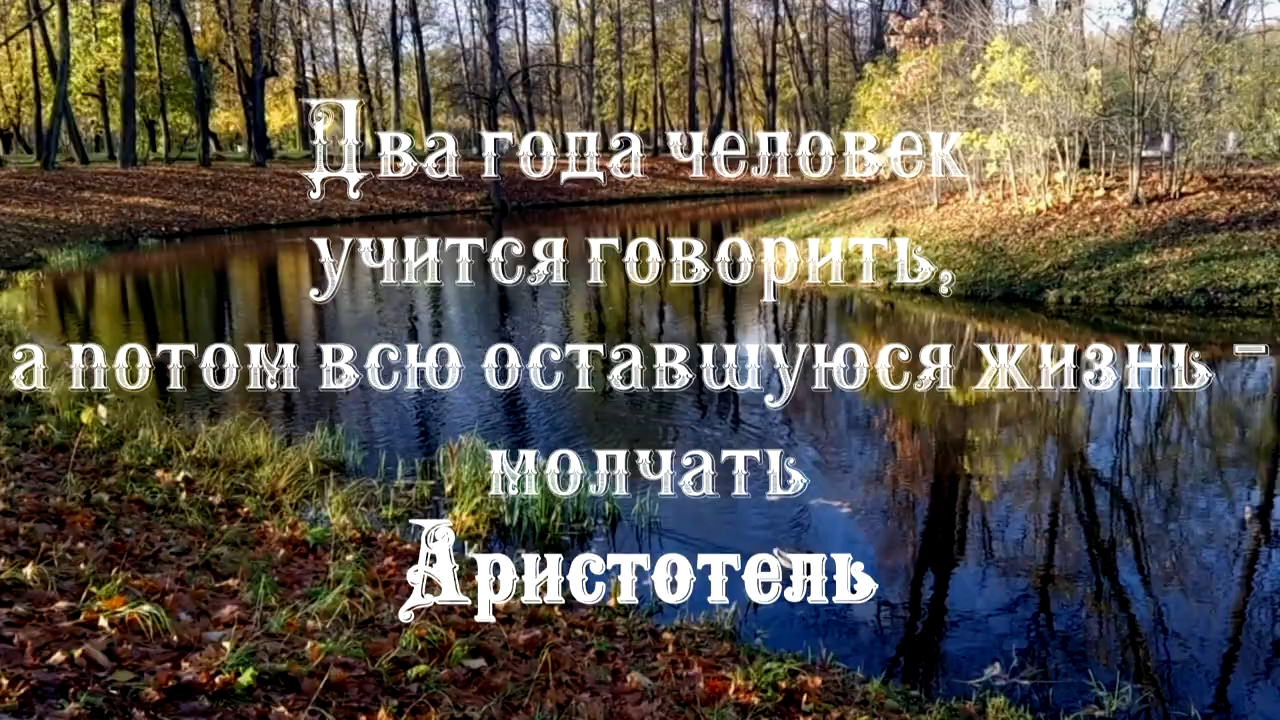 Два года человек
учится говорить,
а потом всю оставшуюся жизнь -
молчать
Аристотель